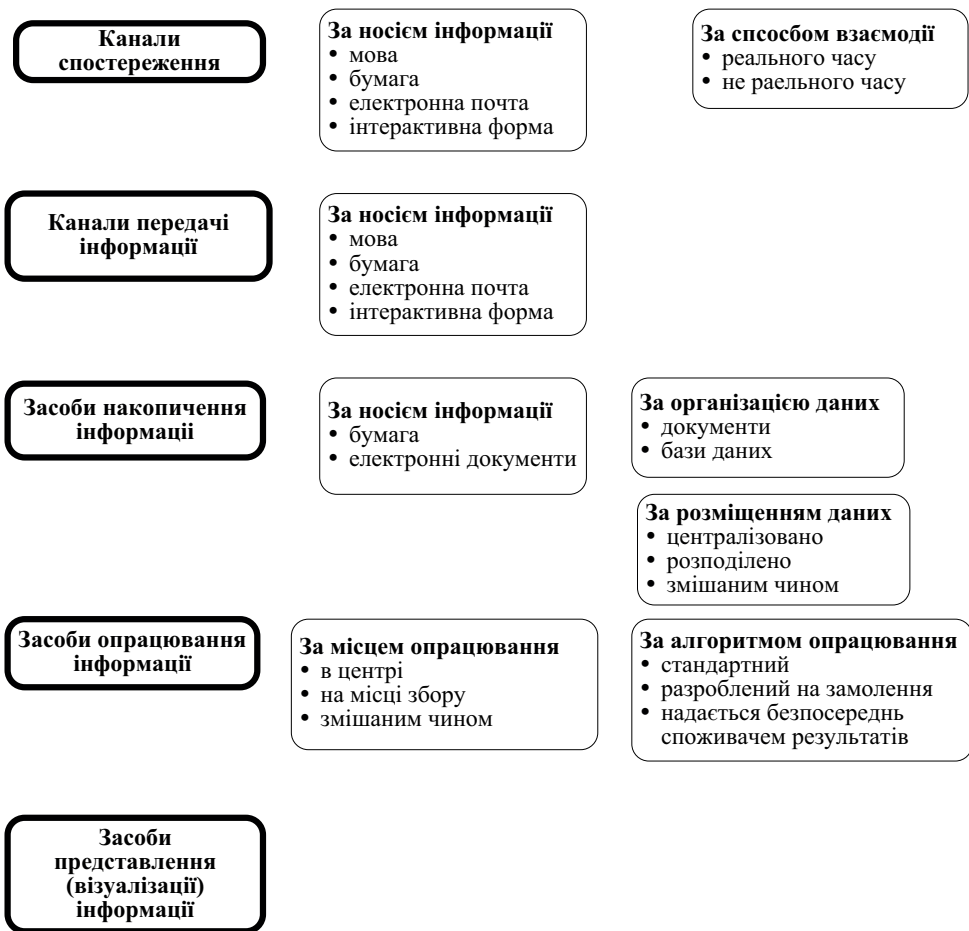 Канали
спостереження
За носієм інформації
• мова
• бумага
• електронна почта
• інтерактивна форма
За спсосбом взаємодії
• реального часу
• не раельного часу
Канали передачі
інформації
За носієм інформації
• мова
• бумага
• електронна почта
• інтерактивна форма
Засоби накопичення
інформаціі
За носієм інформації
• бумага
• електронні документи
За організацією даних
• документи
• бази даних
За розміщенням даних
• централізовано
• розподілено
• змішаним чином
Засоби опрацювання
інформації
За місцем опрацювання
• в центрі
• на місці збору
• змішаним чином
За алгоритмом опрацювання
• стандартний
• разроблений на замолення
• надається безпосереднь
споживачем результатів
Засоби
представлення
(візуалізації)
інформації